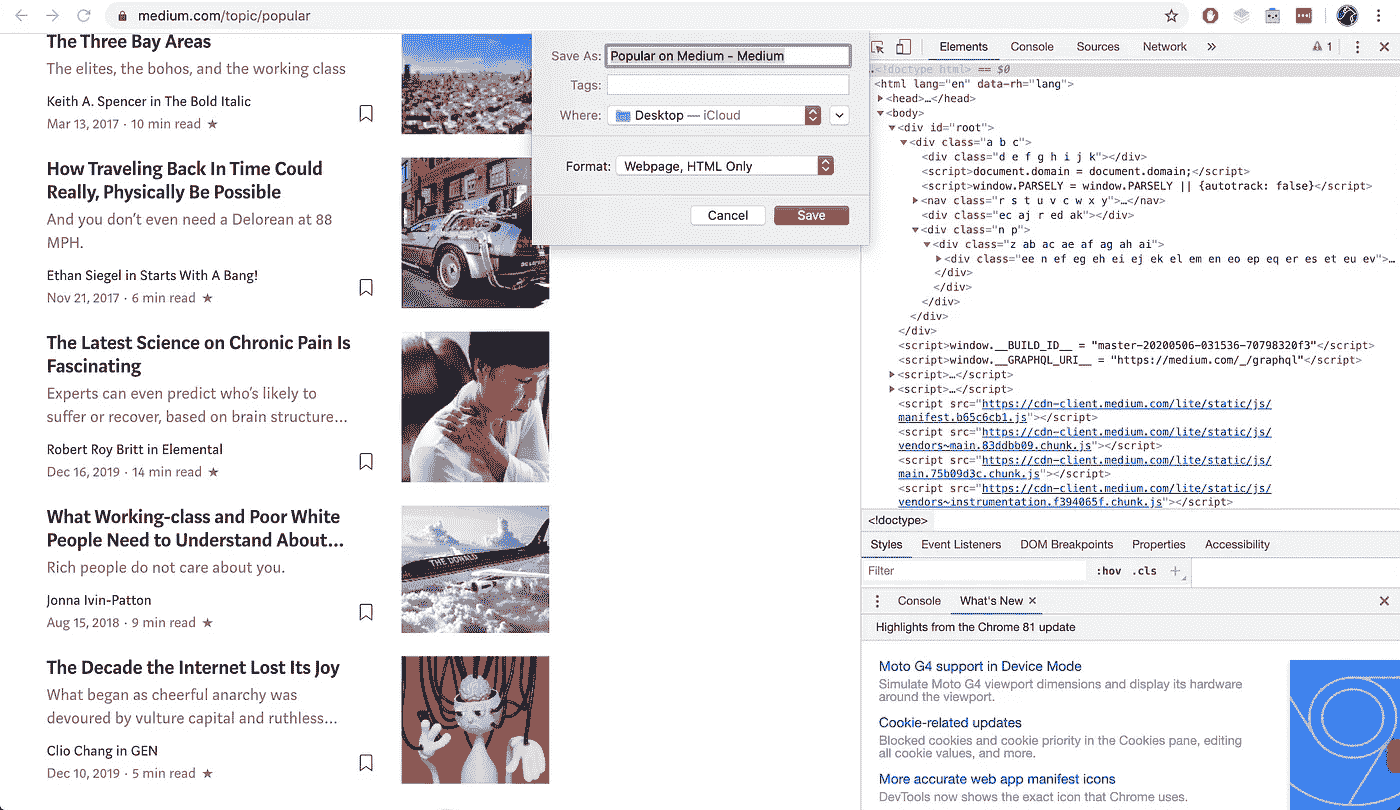 medium.com/topic/popular
The Three Bay Areas
The elites, the bohos, and the working class
Keith A. Spencer in The Bold Italic
Mar 13, 2017 · 10 min read ★
How Traveling Back In Time Could
Really, Physically Be Possible
And you don’t even need a Delorean at 88
MPH.
Ethan Siegel in Starts With A Bang!
Nov 21, 2017 · 6 min read ★
The Latest Science on Chronic Pain Is
Fascinating
Experts can even predict who’s likely to
suffer or recover, based on brain structure...
Robert Roy Britt in Elemental
Dec 16, 2019 · 14 min read ★
What Working-class and Poor White
People Need to Understand About...
Rich people do not care about you.
Jonna Ivin-Patton
Aug 15, 2018 · 9 min read ★
THE DONALD
The Decade the Internet Lost Its Joy
What began as cheerful anarchy was
devoured by vulture capital and ruthless...
Clio Chang in GEN
Dec 10, 2019 · 5 min read ★
Save As: Popular on Medium – Medium
Tags:
Where: Desktop — iCloud
Format: Webpage, HTML Only
Cancel Save
Elements Console Sources Network » 1
...<!doctype html> == $0
<html lang="en" data-rh="lang">
<head>…</head>
<body>
<div id="root">
<div class="a b c">
<div class="d e f g h i j k"></div>
<script>document.domain = document.domain;</script>
<script>window.PARSELY = window.PARSELY || {autotrack: false}</script>
<nav class="r s t u v c w x y">…</nav>
<div class="ec aj r ed ak"></div>
<div class="n p">
<div class="z ab ac ae af ag ah ai">
<div class="ee n ef eg eh ei ej ek el em en eo ep eq er es et eu ev">…
</div>
</div>
</div>
</div>
</div>
<script>window.__BUILD_ID__ = "master-20200506-031536-70798320f3"</script>
<script>window.__GRAPHQL_URI__ = "https://medium.com/_/graphql"</script>
<script>…</script>
<script>…</script>
<script src="https://cdn-client.medium.com/lite/static/js/
manifest.b65c6cb1.js"></script>
<script src="https://cdn-client.medium.com/lite/static/js/
vendors~main.83ddbb09.chunk.js"></script>
<script src="https://cdn-client.medium.com/lite/static/js/
main.75b09d3c.chunk.js"></script>
<script src="https://cdn-client.medium.com/lite/static/js/
vendors~instrumentation.f394065f.chunk.js"></script>
<!doctype>
Styles Event Listeners DOM Breakpoints Properties Accessibility
Filter :hov .cls +
Console What's New ×
Highlights from the Chrome 81 update
Moto G4 support in Device Mode
Simulate Moto G4 viewport dimensions and display its hardware
around the viewport.
Cookie-related updates
Blocked cookies and cookie priority in the Cookies pane, editing
all cookie values, and more.
More accurate web app manifest icons
DevTools now shows the exact icon that Chrome uses.